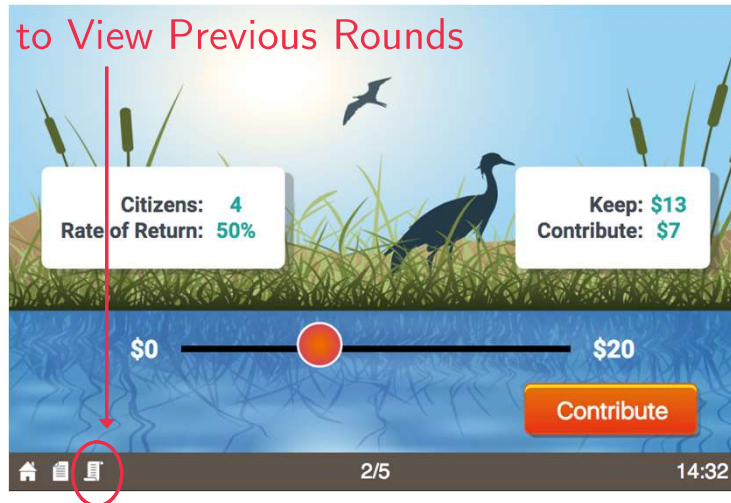 to View Previous Rounds
Citizens: 4
Rate of Return: 50%
Keep: $13
Contribute: $7
$0
$20
Contribute
2/5
14:32